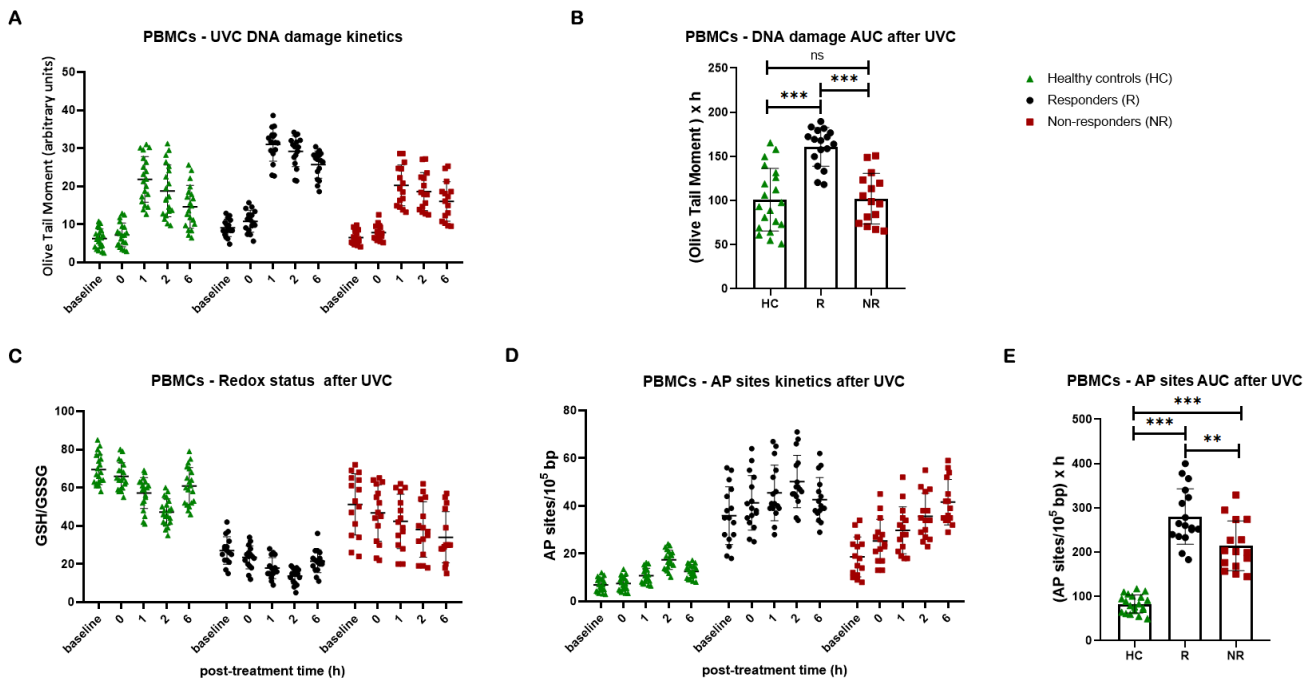 A
PBMCs - UVC DNA damage kinetics
Olive Tail Moment (arbitrary units)
50
40
30
20
10
0
baseline 0 1 2 6 baseline 0 1 2 6 baseline 0 1 2 6
B
PBMCs - DNA damage AUC after UVC
ns
*** ***
(Olive Tail Moment ) x h
250
200
150
100
50
0
HC R NR
Healthy controls (HC)
Responders (R)
Non-responders (NR)
C
PBMCs - Redox status after UVC
GSH/GSSG
100
80
60
40
20
0
baseline 0 1 2 6 baseline 0 1 2 6 baseline 0 1 2 6
post-treatment time (h)
D
PBMCs - AP sites kinetics after UVC
AP sites/10⁵ bp
80
60
40
20
0
baseline 0 1 2 6 baseline 0 1 2 6 baseline 0 1 2 6
post-treatment time (h)
E
PBMCs - AP sites AUC after UVC
***
*** **
(AP sites/10⁵ bp) x h
500
400
300
200
100
0
HC R NR